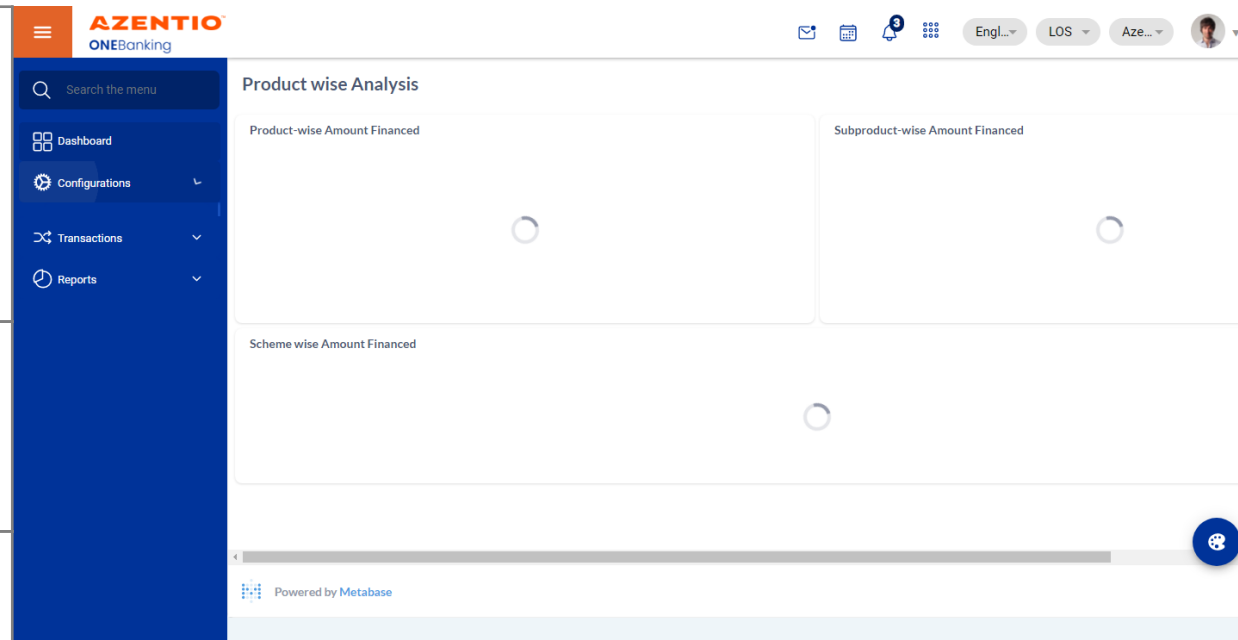 AZENTIO
ONEBanking
3
Engl...
LOS
Aze...
Search the menu
Dashboard
Configurations
Transactions
Reports
Product wise Analysis
Product-wise Amount Financed
Subproduct-wise Amount Financed
Scheme wise Amount Financed
Powered by Metabase